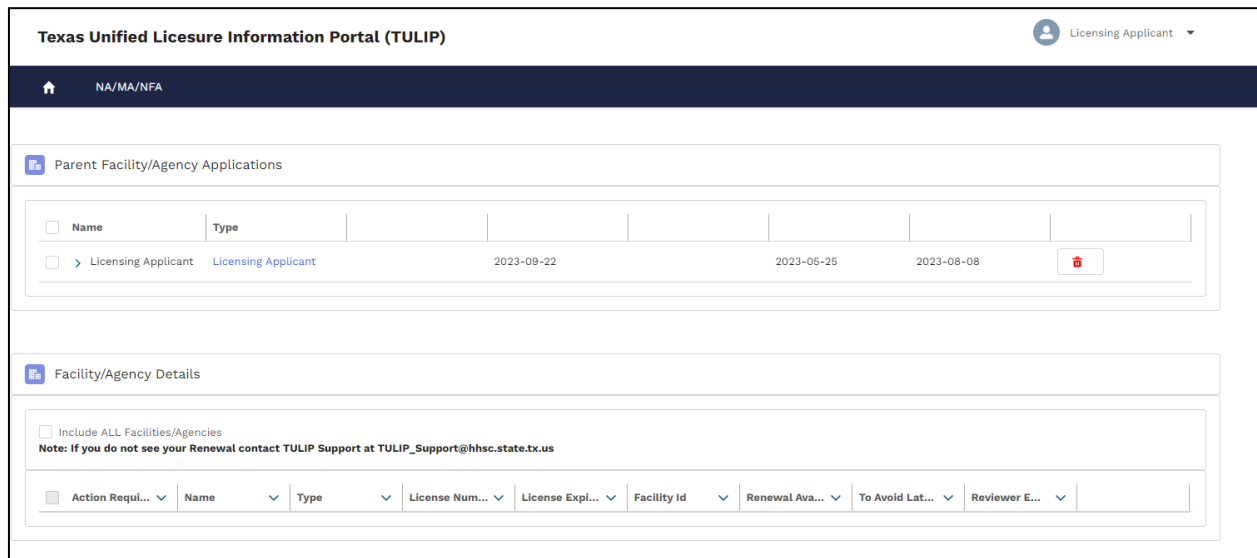 Texas Unified Licesure Information Portal (TULIP)
Licensing Applicant
NA/MA/NFA
Parent Facility/Agency Applications
Name Type
Licensing Applicant Licensing Applicant 2023-09-22 2023-05-25 2023-08-08
Facility/Agency Details
Include ALL Facilities/Agencies
Note: If you do not see your Renewal contact TULIP Support at TULIP_Support@hhsc.state.tx.us
Action Requi... Name Type License Num... License Expi... Facility Id Renewal Ava... To Avoid Lat... Reviewer E...